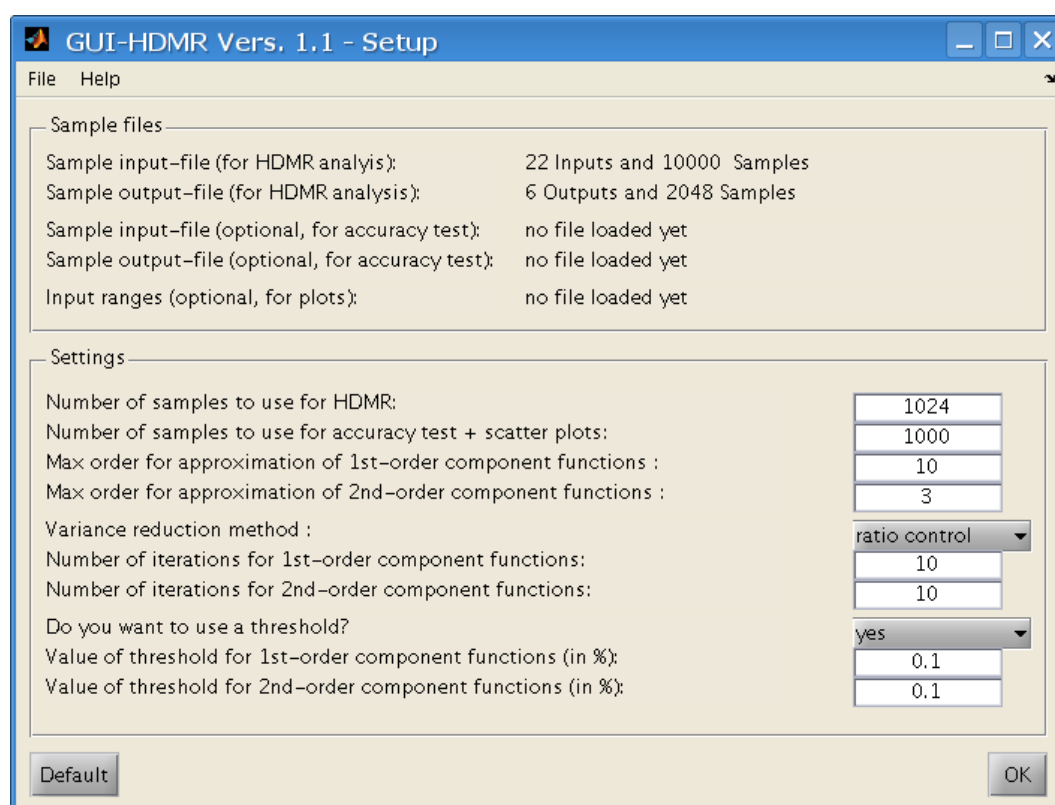 GUI-HDMR Vers. 1.1 - Setup
File Help
Sample files
Sample input-file (for HDMR analyis): 22 Inputs and 10000 Samples
Sample output-file (for HDMR analysis): 6 Outputs and 2048 Samples
Sample input-file (optional, for accuracy test): no file loaded yet
Sample output-file (optional, for accuracy test): no file loaded yet
Input ranges (optional, for plots): no file loaded yet
Settings
Number of samples to use for HDMR: 1024
Number of samples to use for accuracy test + scatter plots: 1000
Max order for approximation of 1st-order component functions : 10
Max order for approximation of 2nd-order component functions : 3
Variance reduction method : ratio control
Number of iterations for 1st-order component functions: 10
Number of iterations for 2nd-order component functions: 10
Do you want to use a threshold? yes
Value of threshold for 1st-order component functions (in %): 0.1
Value of threshold for 2nd-order component functions (in %): 0.1
Default OK